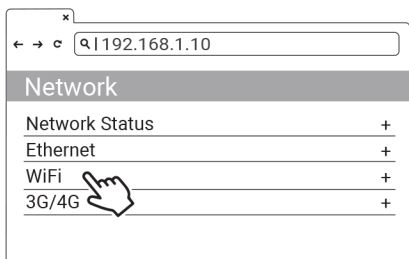 192.168.1.10
Network
Network Status +
Ethernet +
WiFi +
3G/4G +